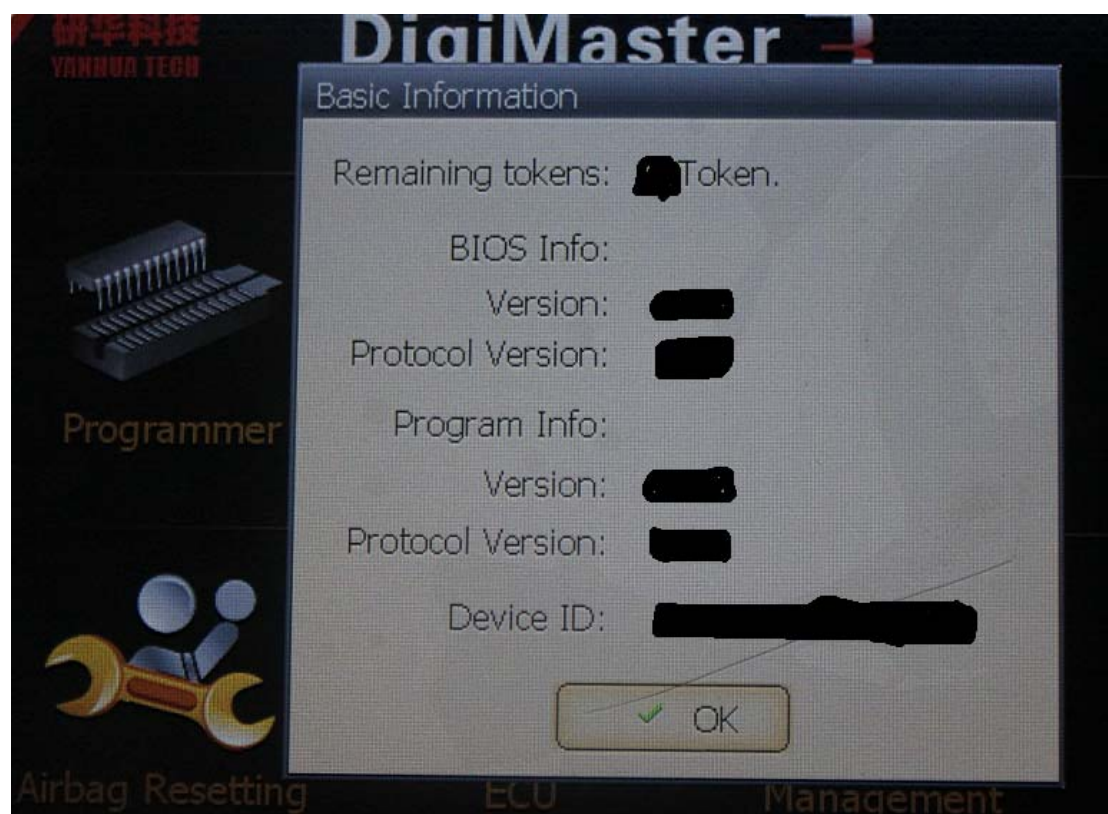 研华科技
YANHUA TECH
DigiMaster 3
Basic Information
Remaining tokens: Token.
BIOS Info:
Version:
Protocol Version:
Program Info:
Version:
Protocol Version:
Device ID:
OK
Programmer
Airbag Resetting
ECU
Management